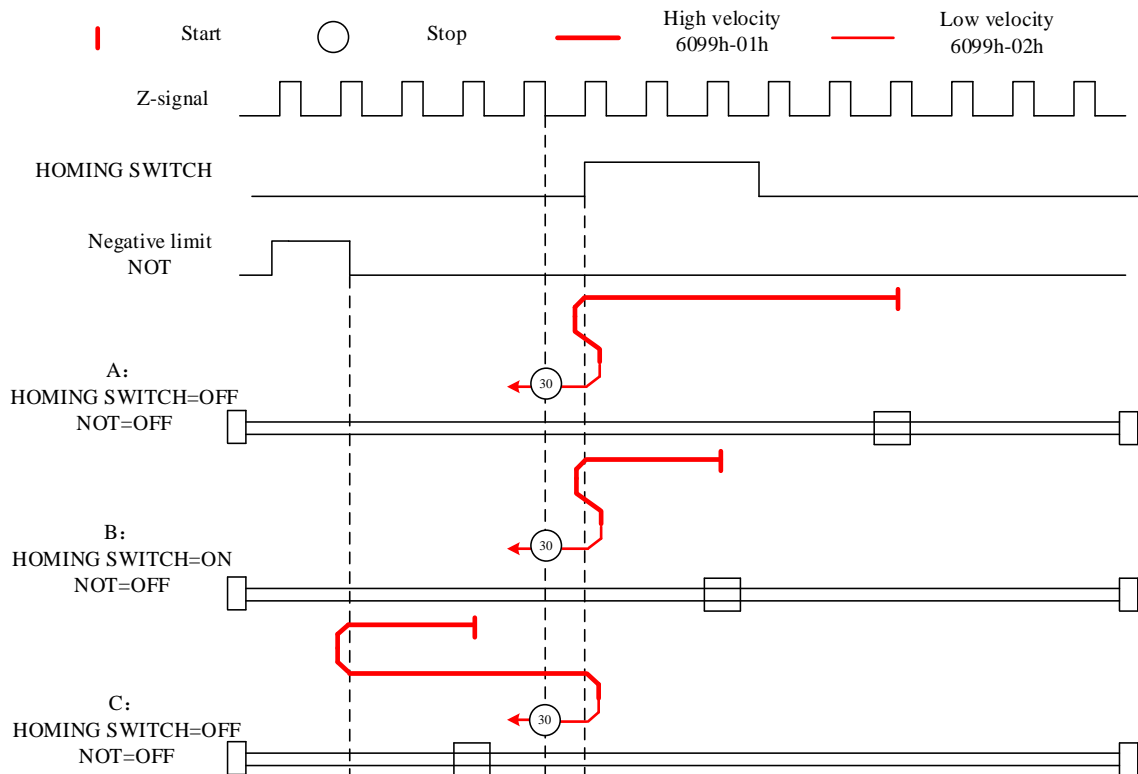 Start
Stop
High velocity
6099h-01h
Low velocity
6099h-02h
Z-signal
HOMING SWITCH
Negative limit
NOT
A：
HOMING SWITCH=OFF
NOT=OFF
30
B：
HOMING SWITCH=ON
NOT=OFF
30
C：
HOMING SWITCH=OFF
NOT=OFF
30